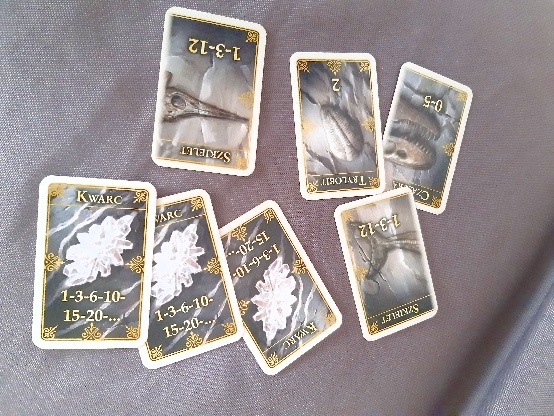 1-3-12
SZKIELET
2
TRYLOBIT
0-5
1-3-12
SZKIELET
KWARC
1-3-6-10-
15-20-...
KWARC
1-3-6-10-
15-20-...
KWARC
1-3-6-10-
15-20-...